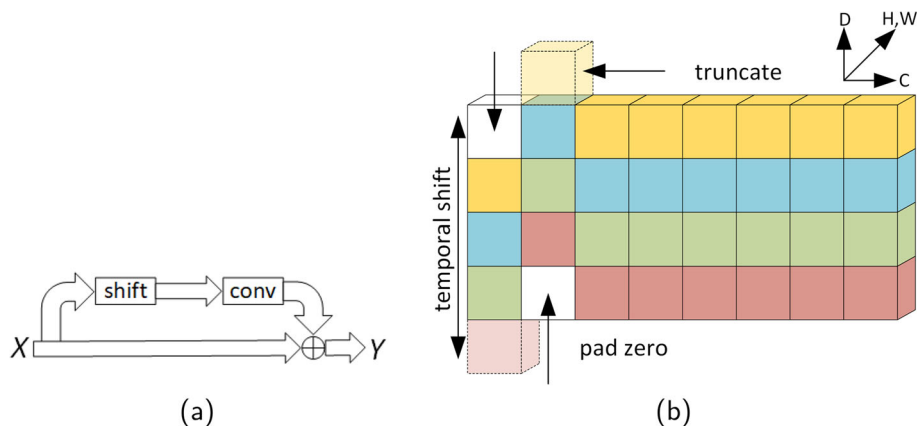 D
H,W
C
truncate
temporal shift
pad zero
shift
conv
X
Y
(a)
(b)